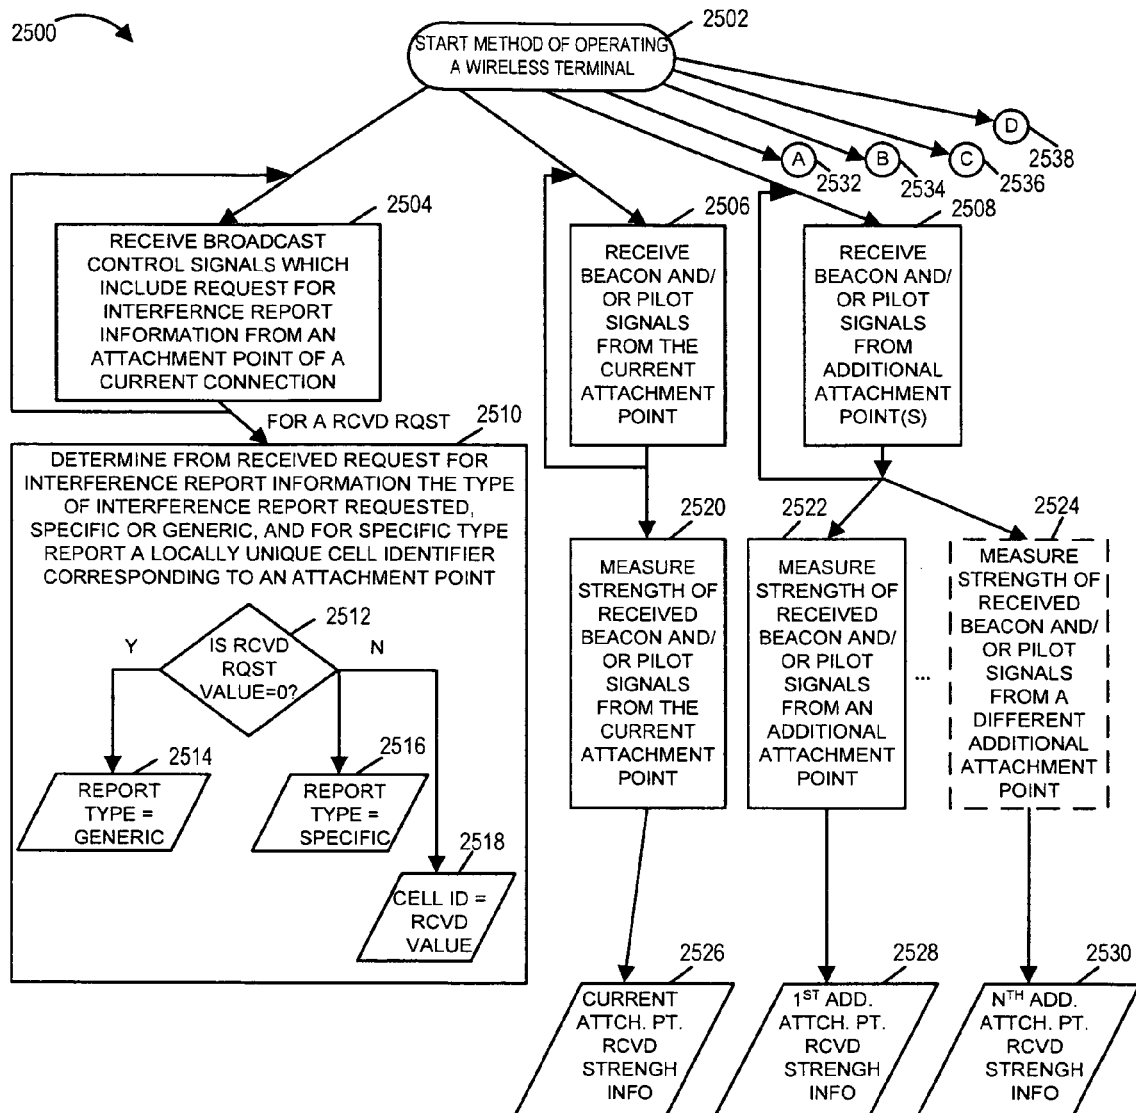 2500
2502
START METHOD OF OPERATING
A WIRELESS TERMINAL
D
2538
A
2532
B
2534
C
2536
2504
RECEIVE BROADCAST
CONTROL SIGNALS WHICH
INCLUDE REQUEST FOR
INTERFERNCE REPORT
INFORMATION FROM AN
ATTACHMENT POINT OF A
CURRENT CONNECTION
2506
RECEIVE
BEACON AND/
OR PILOT
SIGNALS
FROM THE
CURRENT
ATTACHMENT
POINT
2508
RECEIVE
BEACON AND/
OR PILOT
SIGNALS
FROM
ADDITIONAL
ATTACHMENT
POINT(S)
FOR A RCVD RQST
2510
DETERMINE FROM RECEIVED REQUEST FOR
INTERFERENCE REPORT INFORMATION THE TYPE
OF INTERFERENCE REPORT REQUESTED,
SPECIFIC OR GENERIC, AND FOR SPECIFIC TYPE
REPORT A LOCALLY UNIQUE CELL IDENTIFIER
CORRESPONDING TO AN ATTACHMENT POINT
2512
Y
IS RCVD
RQST
VALUE=0?
N
2514
REPORT
TYPE =
GENERIC
2516
REPORT
TYPE =
SPECIFIC
2518
CELL ID =
RCVD
VALUE
2520
MEASURE
STRENGTH OF
RECEIVED
BEACON AND/
OR PILOT
SIGNALS
FROM THE
CURRENT
ATTACHMENT
POINT
2522
MEASURE
STRENGTH OF
RECEIVED
BEACON AND/
OR PILOT
SIGNALS
FROM AN
ADDITIONAL
ATTACHMENT
POINT
...
2524
MEASURE
STRENGTH OF
RECEIVED
BEACON AND/
OR PILOT
SIGNALS
FROM A
DIFFERENT
ADDITIONAL
ATTACHMENT
POINT
2526
CURRENT
ATTCH. PT.
RCVD
STRENGH
INFO
2528
1ST ADD.
ATTCH. PT.
RCVD
STRENGH
INFO
2530
NTH ADD.
ATTCH. PT.
RCVD
STRENGH
INFO